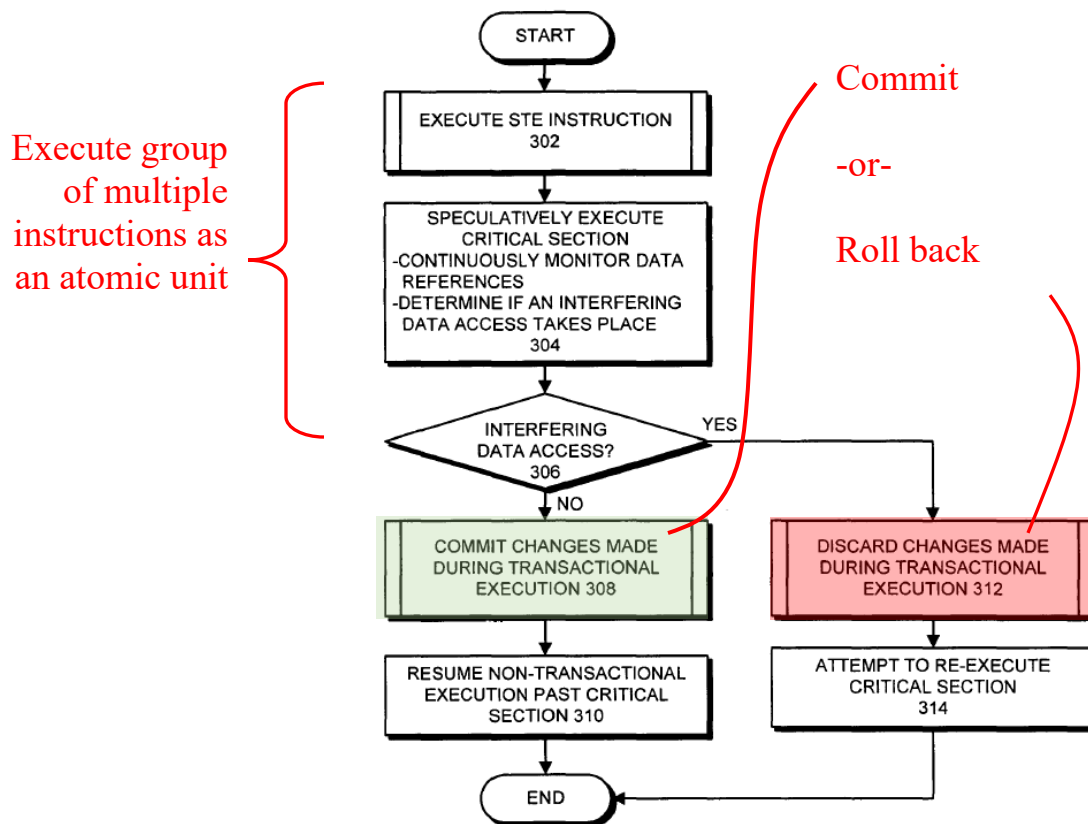 START
Execute group
of multiple
instructions as
an atomic unit
EXECUTE STE INSTRUCTION
302
Commit
-or-
Roll back
SPECULATIVELY EXECUTE
CRITICAL SECTION
-CONTINUOUSLY MONITOR DATA
REFERENCES
-DETERMINE IF AN INTERFERING
DATA ACCESS TAKES PLACE
304
INTERFERING
DATA ACCESS?
306
YES
NO
COMMIT CHANGES MADE
DURING TRANSACTIONAL
EXECUTION 308
DISCARD CHANGES MADE
DURING TRANSACTIONAL
EXECUTION 312
RESUME NON-TRANSACTIONAL
EXECUTION PAST CRITICAL
SECTION 310
ATTEMPT TO RE-EXECUTE
CRITICAL SECTION
314
END